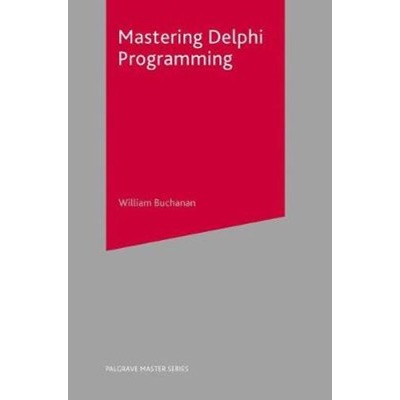 Mastering Delphi
Programming
William Buchanan
PALGRAVE MASTER SERIES